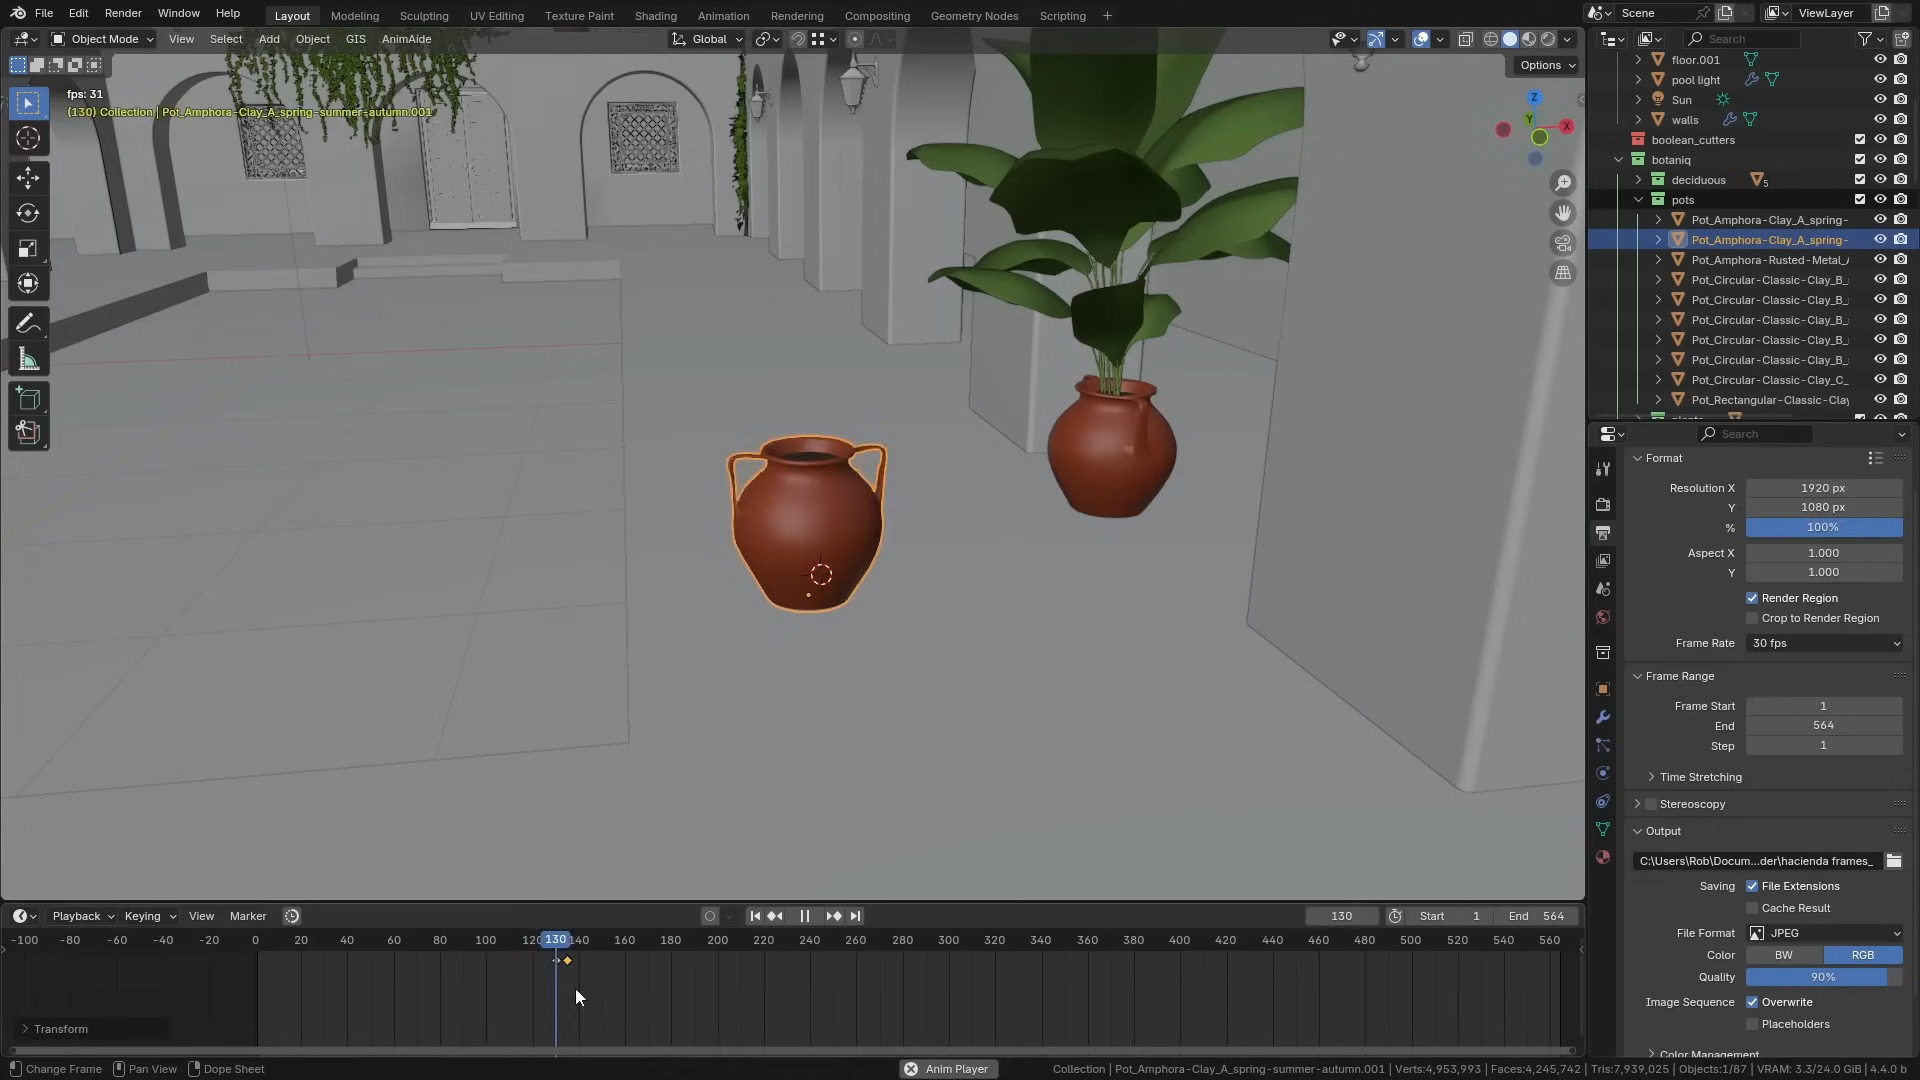 File Edit Render Window Help Layout Modeling Sculpting UV Editing Texture Paint Shading Animation Rendering Compositing Geometry Nodes Scripting + Scene ViewLayer
Object Mode View Select Add Object GIS AnimAide Global Search
Options
fps: 31
(130) Collection | Pot_Amphora-Clay_A_spring-summer-autumn.001
Z
Y
X
floor.001
pool light
Sun
walls
boolean_cutters
botaniq
deciduous 5
pots
Pot_Amphora-Clay_A_spring-
Pot_Amphora-Clay_A_spring-
Pot_Amphora-Rusted-Metal_
Pot_Circular-Classic-Clay_B_
Pot_Circular-Classic-Clay_B_
Pot_Circular-Classic-Clay_B_
Pot_Circular-Classic-Clay_B_
Pot_Circular-Classic-Clay_B_
Pot_Circular-Classic-Clay_C_
Pot_Rectangular-Classic-Clay
Search
Format
Resolution X 1920 px
Y 1080 px
% 100%
Aspect X 1.000
Y 1.000
Render Region
Crop to Render Region
Frame Rate 30 fps
Frame Range
Frame Start 1
End 564
Step 1
Time Stretching
Stereoscopy
Output
C:\Users\Rob\Docum...der\hacienda frames_
Saving File Extensions
Cache Result
File Format JPEG
Color BW RGB
Quality 90%
Image Sequence Overwrite
Placeholders
Color Management
Playback Keying View Marker 130 Start 1 End 564
-100 -80 -60 -40 -20 0 20 40 60 80 100 130 140 160 180 200 220 240 260 280 300 320 340 360 380 400 420 440 460 480 500 520 540 560
Transform
Change Frame Pan View Dope Sheet Anim Player Collection | Pot_Amphora-Clay_A_spring-summer-autumn.001 | Verts:4,953,993 | Faces:4,245,742 | Tris:7,939,025 | Objects:1/87 | VRAM: 3.3/24.0 GiB | 4.4.0 b